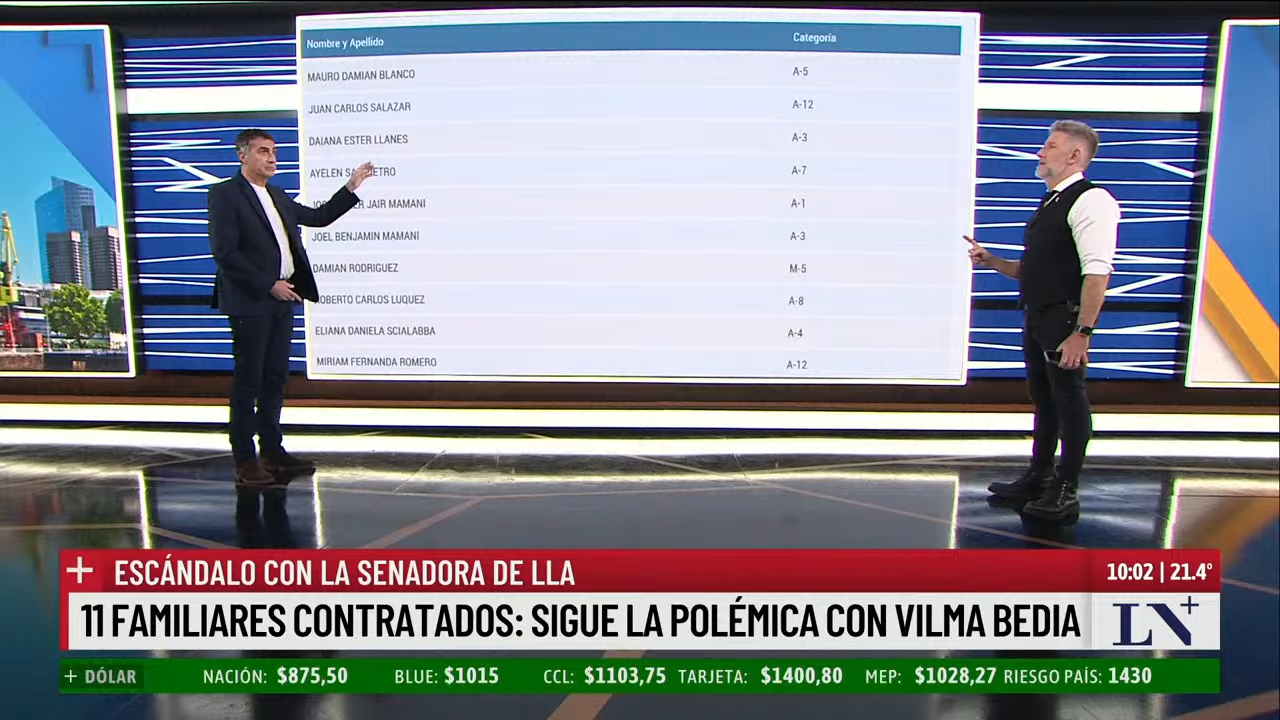 Nombre y Apellido Categoría
MAURO DAMIAN BLANCO A-5
JUAN CARLOS SALAZAR A-12
DAIANA ESTER LLANES A-3
AYELEN A-7
JAIR MAMANI A-1
JOEL BENJAMIN MAMANI A-3
DAMIAN RODRIGUEZ M-5
ROBERTO CARLOS LUQUEZ A-8
ELIANA DANIELA SCIALABBA A-4
MIRIAM FERNANDA ROMERO A-12
+ ESCÁNDALO CON LA SENADORA DE LLA 10:02 | 21.4°
11 FAMILIARES CONTRATADOS: SIGUE LA POLÉMICA CON VILMA BEDIA LN+
+ DÓLAR NACIÓN: $875,50 BLUE: $1015 CCL: $1103,75 TARJETA: $1400,80 MEP: $1028,27 RIESGO PAÍS: 1430